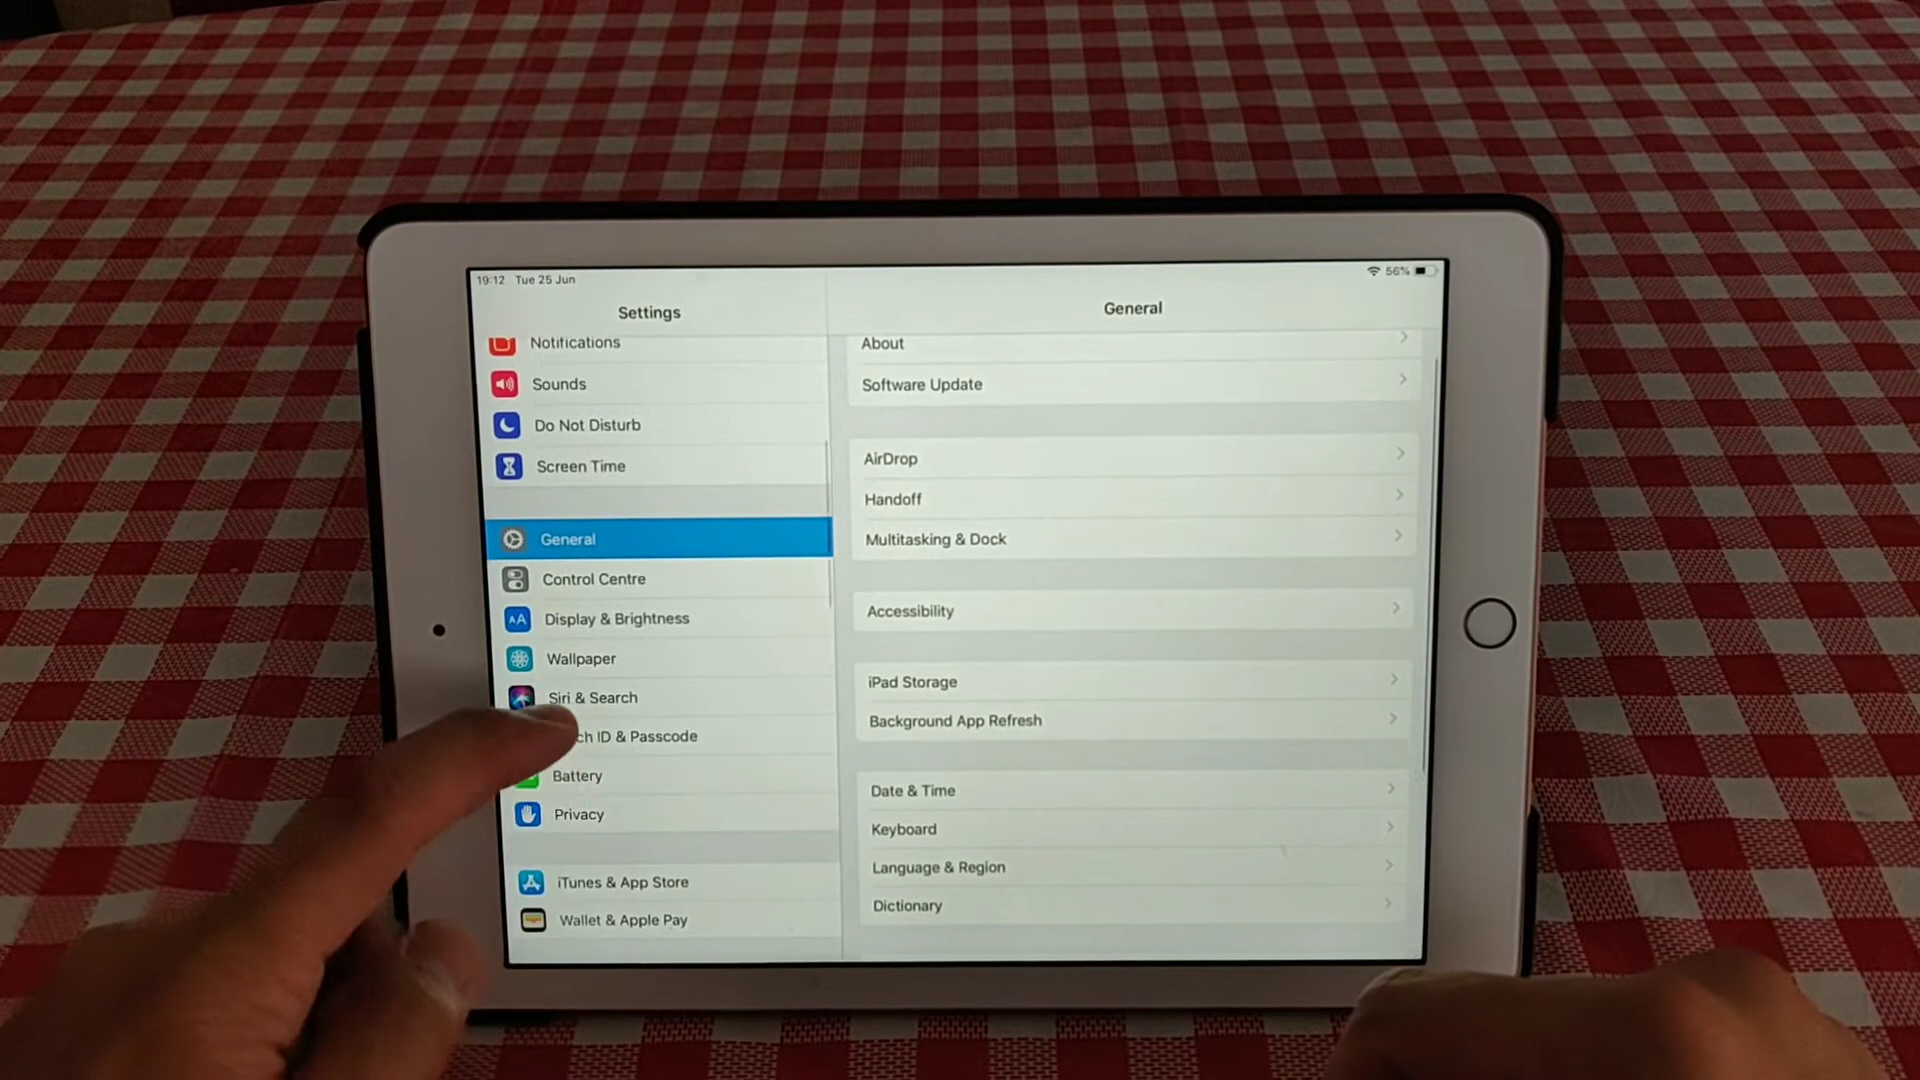 19:12 Tue 25 Jun
56%
Settings
Notifications
Sounds
Do Not Disturb
Screen Time
General
Control Centre
Display & Brightness
Wallpaper
Siri & Search
ch ID & Passcode
Battery
Privacy
iTunes & App Store
Wallet & Apple Pay
General
About
Software Update
AirDrop
Handoff
Multitasking & Dock
Accessibility
iPad Storage
Background App Refresh
Date & Time
Keyboard
Language & Region
Dictionary